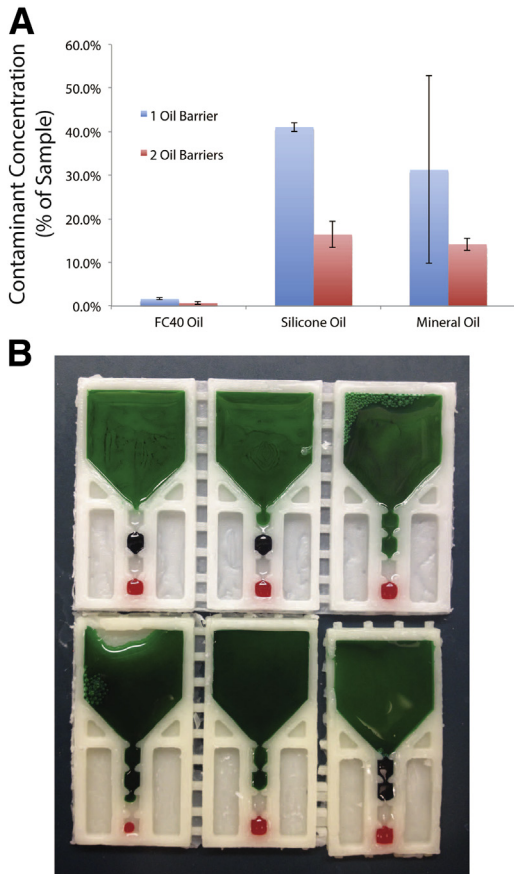 A
Contaminant Concentration
(% of Sample)
60.0%
50.0%
40.0%
30.0%
20.0%
10.0%
0.0%
1 Oil Barrier
2 Oil Barriers
FC40 Oil
Silicone Oil
Mineral Oil
B